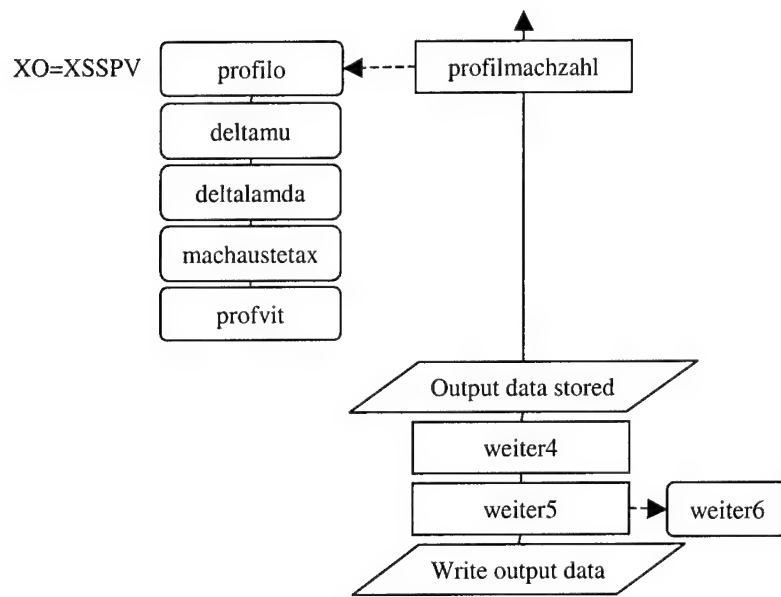 XO=XSSPV
profilo
profilmachzahl
deltamu
deltalamda
machaustetax
profvit
Output data stored
weiter4
weiter5
weiter6
Write output data